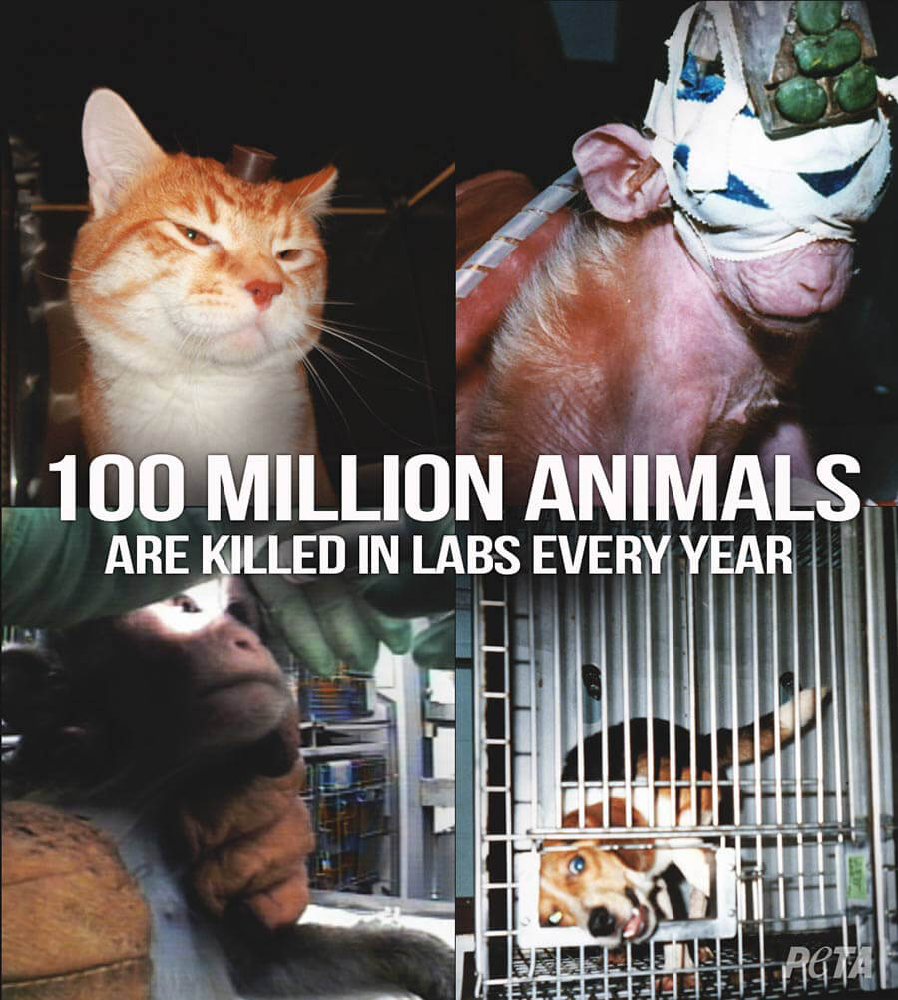 100 MILLION ANIMALS
ARE KILLED IN LABS EVERY YEAR
PETA